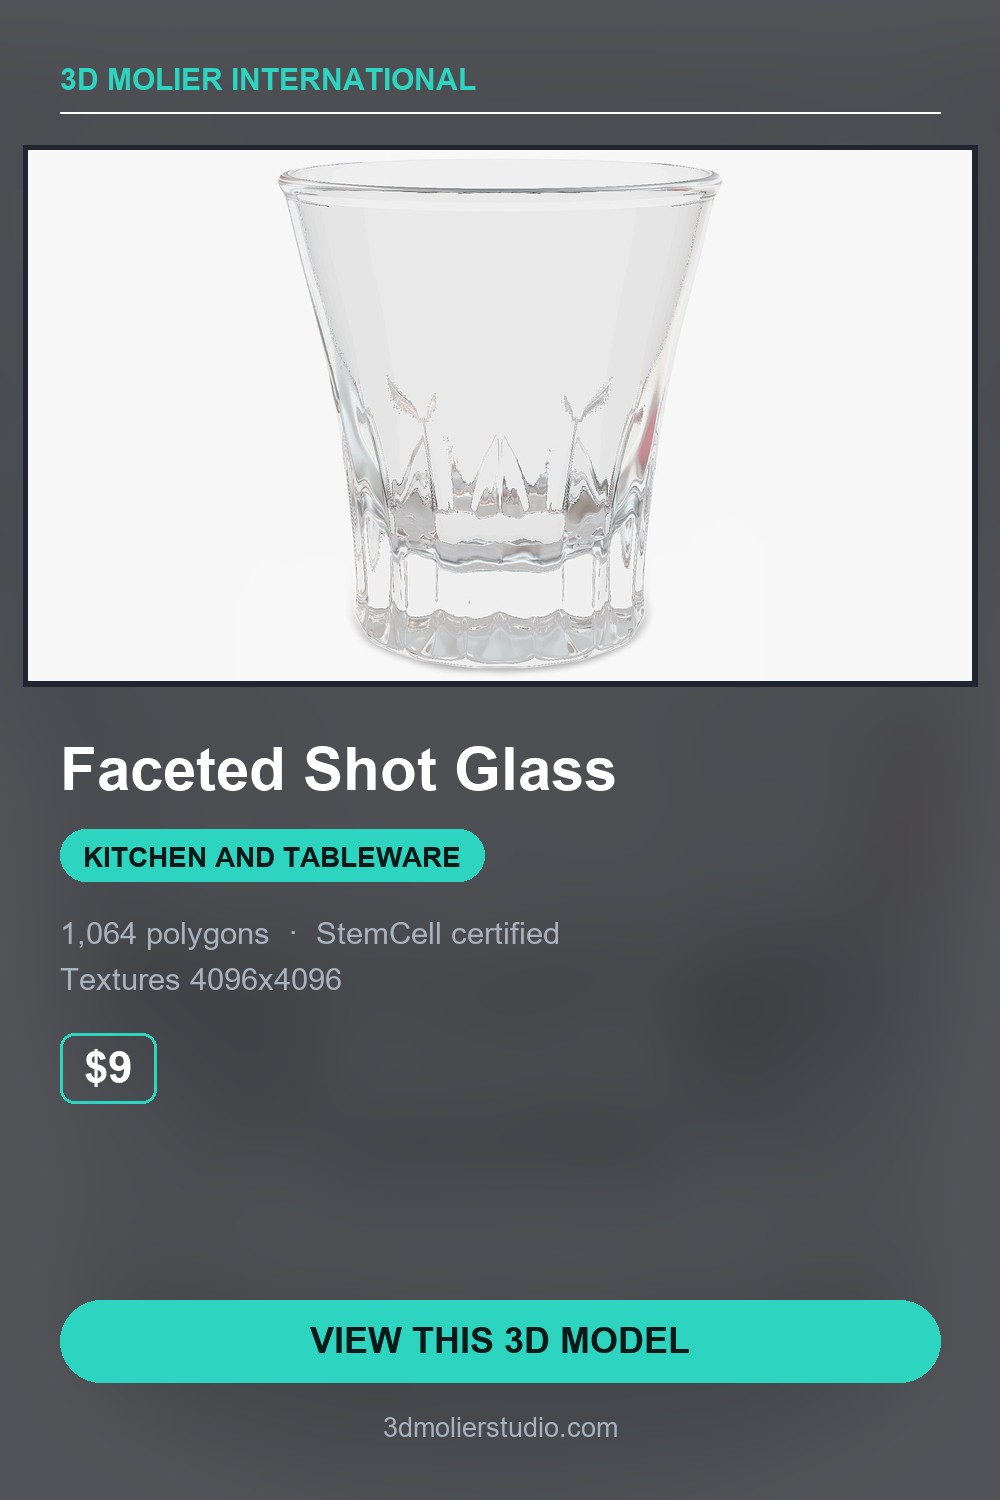 3D MOLIER INTERNATIONAL
Faceted Shot Glass
KITCHEN AND TABLEWARE
1,064 polygons · StemCell certified
Textures 4096x4096
$9
VIEW THIS 3D MODEL
3dmolierstudio.com